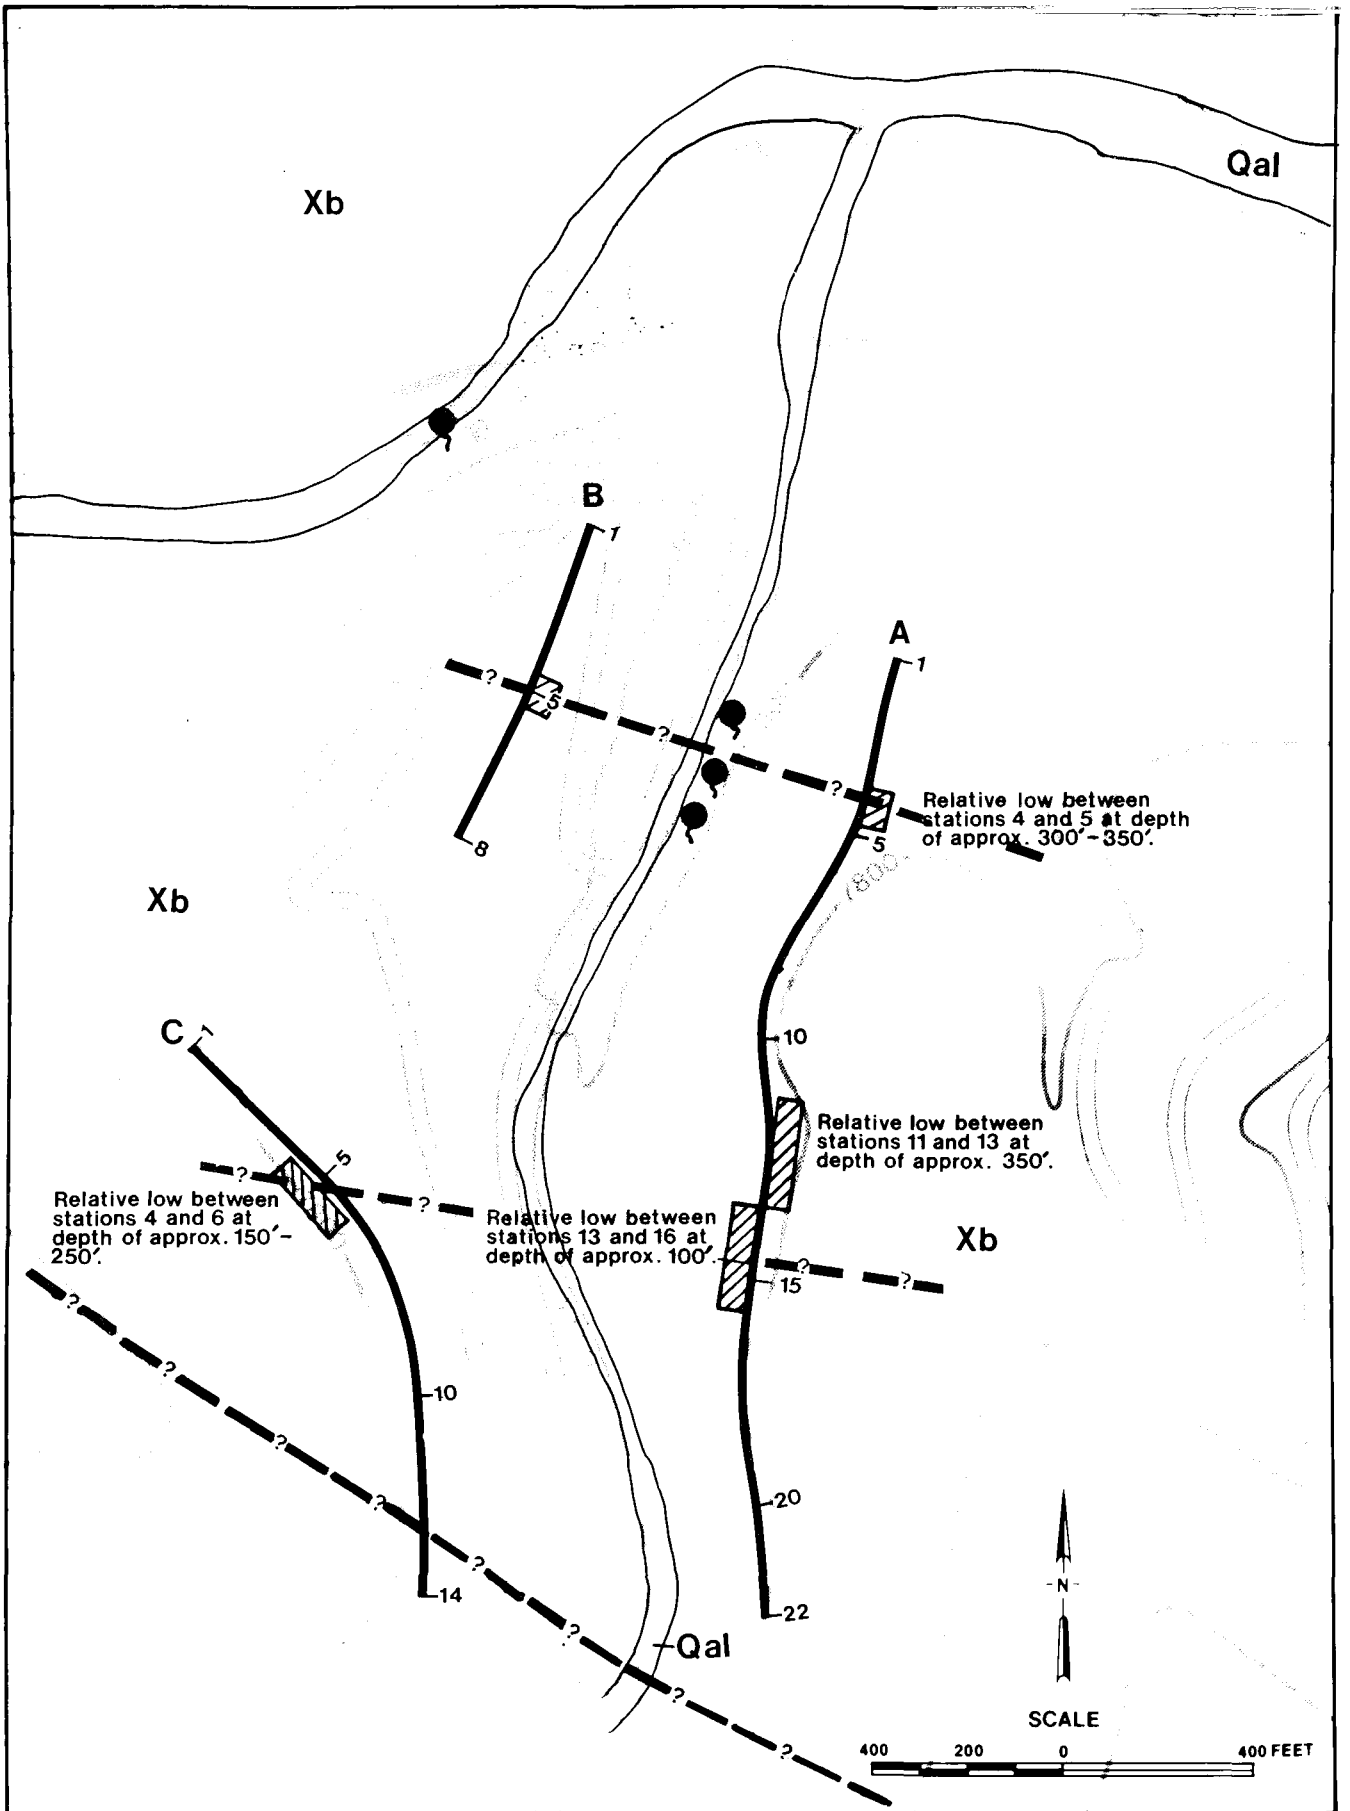 Qal
Xb
B
1
A
1
?
5
?
?
Relative low between
stations 4 and 5 at depth
of approx. 300'-350'.
5
8
1800
Xb
C
1
10
Relative low between
stations 11 and 13 at
depth of approx. 350'.
5
?
?
Relative low between
stations 4 and 6 at
depth of approx. 150'-
250'.
Relative low between
stations 13 and 16 at
depth of approx. 100'.
Xb
?
?
15
?
?
10
?
?
20
?
14
22
?
Qal
?
?
-N-
SCALE
400 200 0 400 FEET